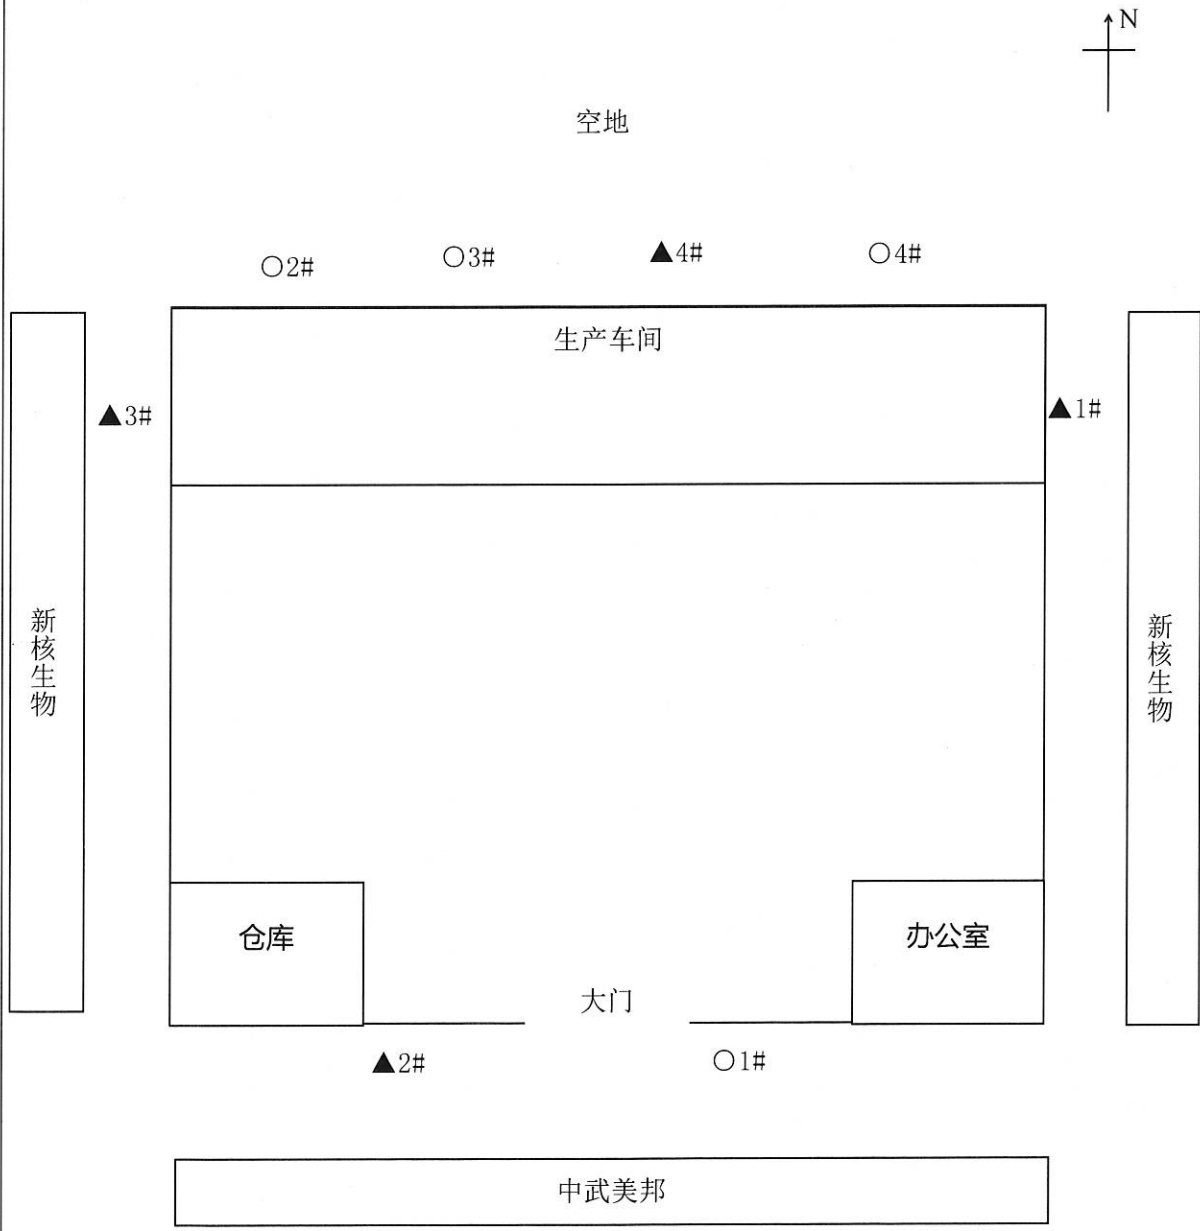 N
空地
○2#
○3#
▲4#
○4#
生产车间
▲3#
▲1#
新核生物
新核生物
仓库
办公室
大门
▲2#
○1#
中武美邦